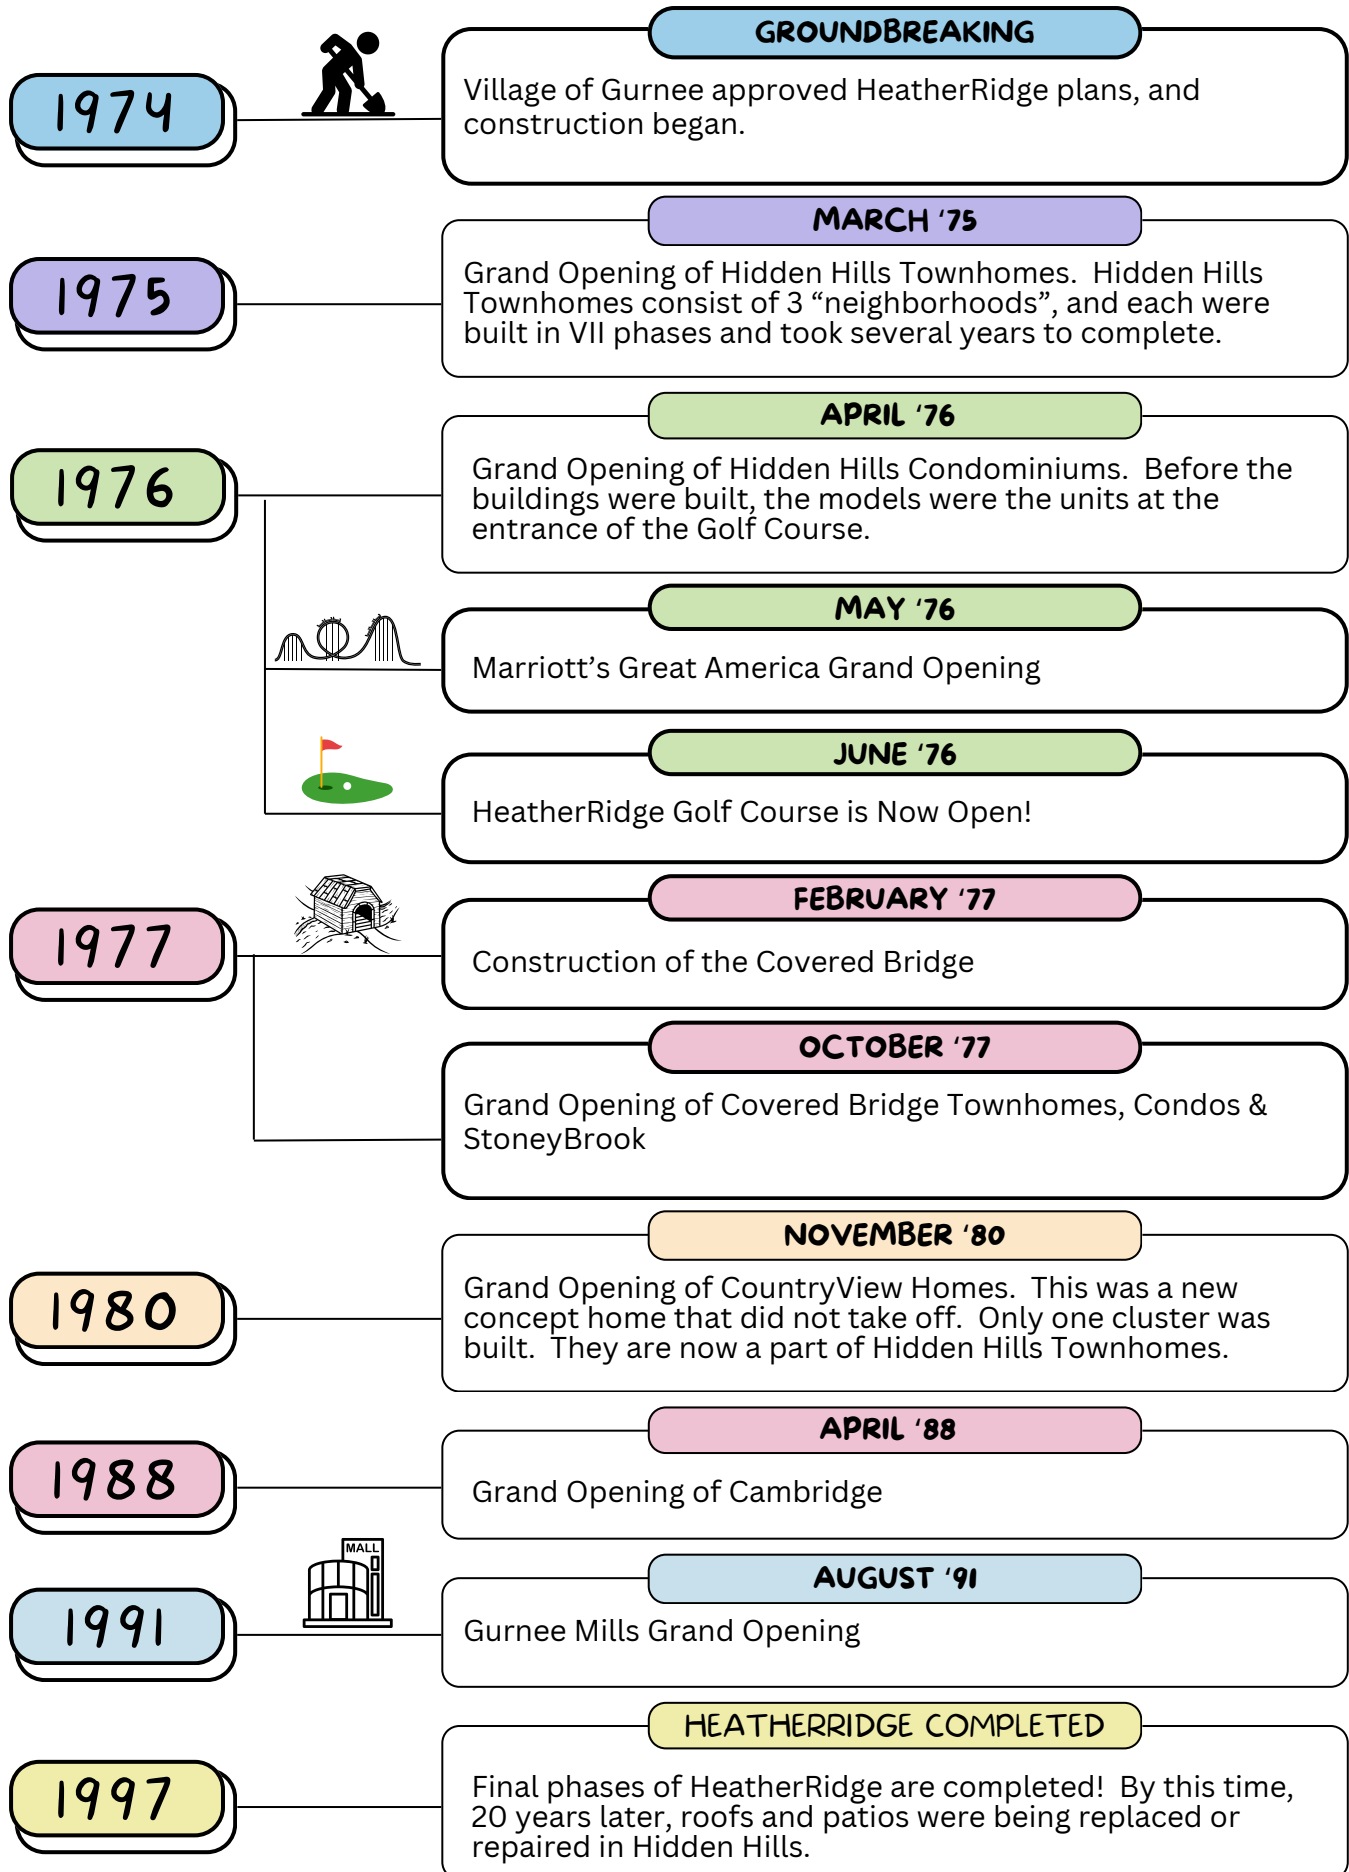 GROUNDBREAKING
1974
Village of Gurnee approved HeatherRidge plans, and
construction began.
MARCH ‘75
1975
Grand Opening of Hidden Hills Townhomes.  Hidden Hills
Townhomes consist of 3 “neighborhoods”, and each were
built in VII phases and took several years to complete.
APRIL ‘76
1976
Grand Opening of Hidden Hills Condominiums.  Before the
buildings were built, the models were the units at the
entrance of the Golf Course.
MAY ‘76
Marriott’s Great America Grand Opening
JUNE ‘76
HeatherRidge Golf Course is Now Open!
FEBRUARY ‘77
1977
Construction of the Covered Bridge
OCTOBER ‘77
Grand Opening of Covered Bridge Townhomes, Condos &
StoneyBrook
NOVEMBER ‘80
1980
Grand Opening of CountryView Homes.  This was a new
concept home that did not take off.  Only one cluster was
built.  They are now a part of Hidden Hills Townhomes.
APRIL ‘88
1988
Grand Opening of Cambridge
MALL
AUGUST ‘91
1991
Gurnee Mills Grand Opening
HEATHERRIDGE COMPLETED
1997
Final phases of HeatherRidge are completed!  By this time,
20 years later, roofs and patios were being replaced or
repaired in Hidden Hills.